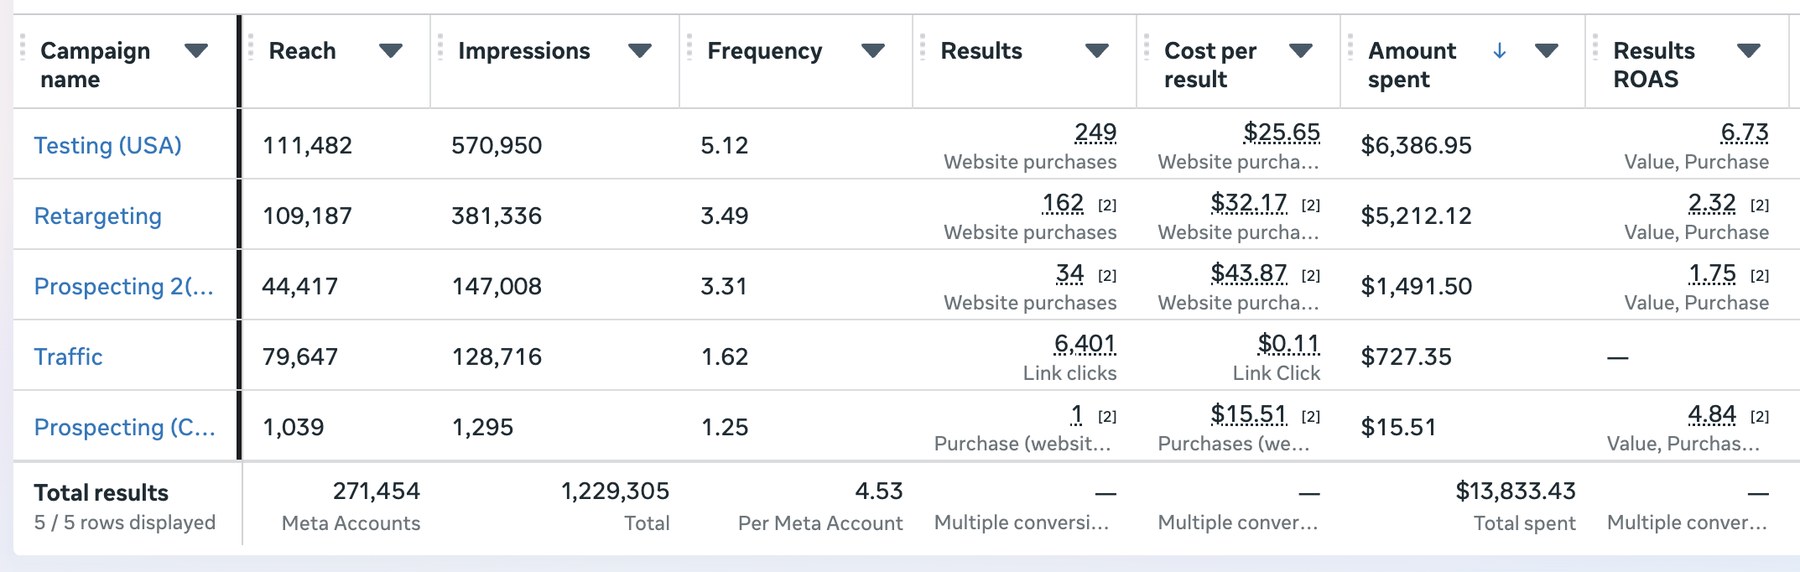 Campaign name Reach Impressions Frequency Results Cost per result Amount spent ↓ Results ROAS
Testing (USA) 111,482 570,950 5.12 249 $25.65 $6,386.95 6.73
Website purchases Website purcha... Value, Purchase
Retargeting 109,187 381,336 3.49 162 [2] $32.17 [2] $5,212.12 2.32 [2]
Website purchases Website purcha... Value, Purchase
Prospecting 2(... 44,417 147,008 3.31 34 [2] $43.87 [2] $1,491.50 1.75 [2]
Website purchases Website purcha... Value, Purchase
Traffic 79,647 128,716 1.62 6,401 $0.11 $727.35 —
Link clicks Link Click
Prospecting (C... 1,039 1,295 1.25 1 [2] $15.51 [2] $15.51 4.84 [2]
Purchase (websit... Purchases (we... Value, Purchas...
Total results 271,454 1,229,305 4.53 — — $13,833.43 —
5 / 5 rows displayed Meta Accounts Total Per Meta Account Multiple conversi... Multiple conver... Total spent Multiple conver...